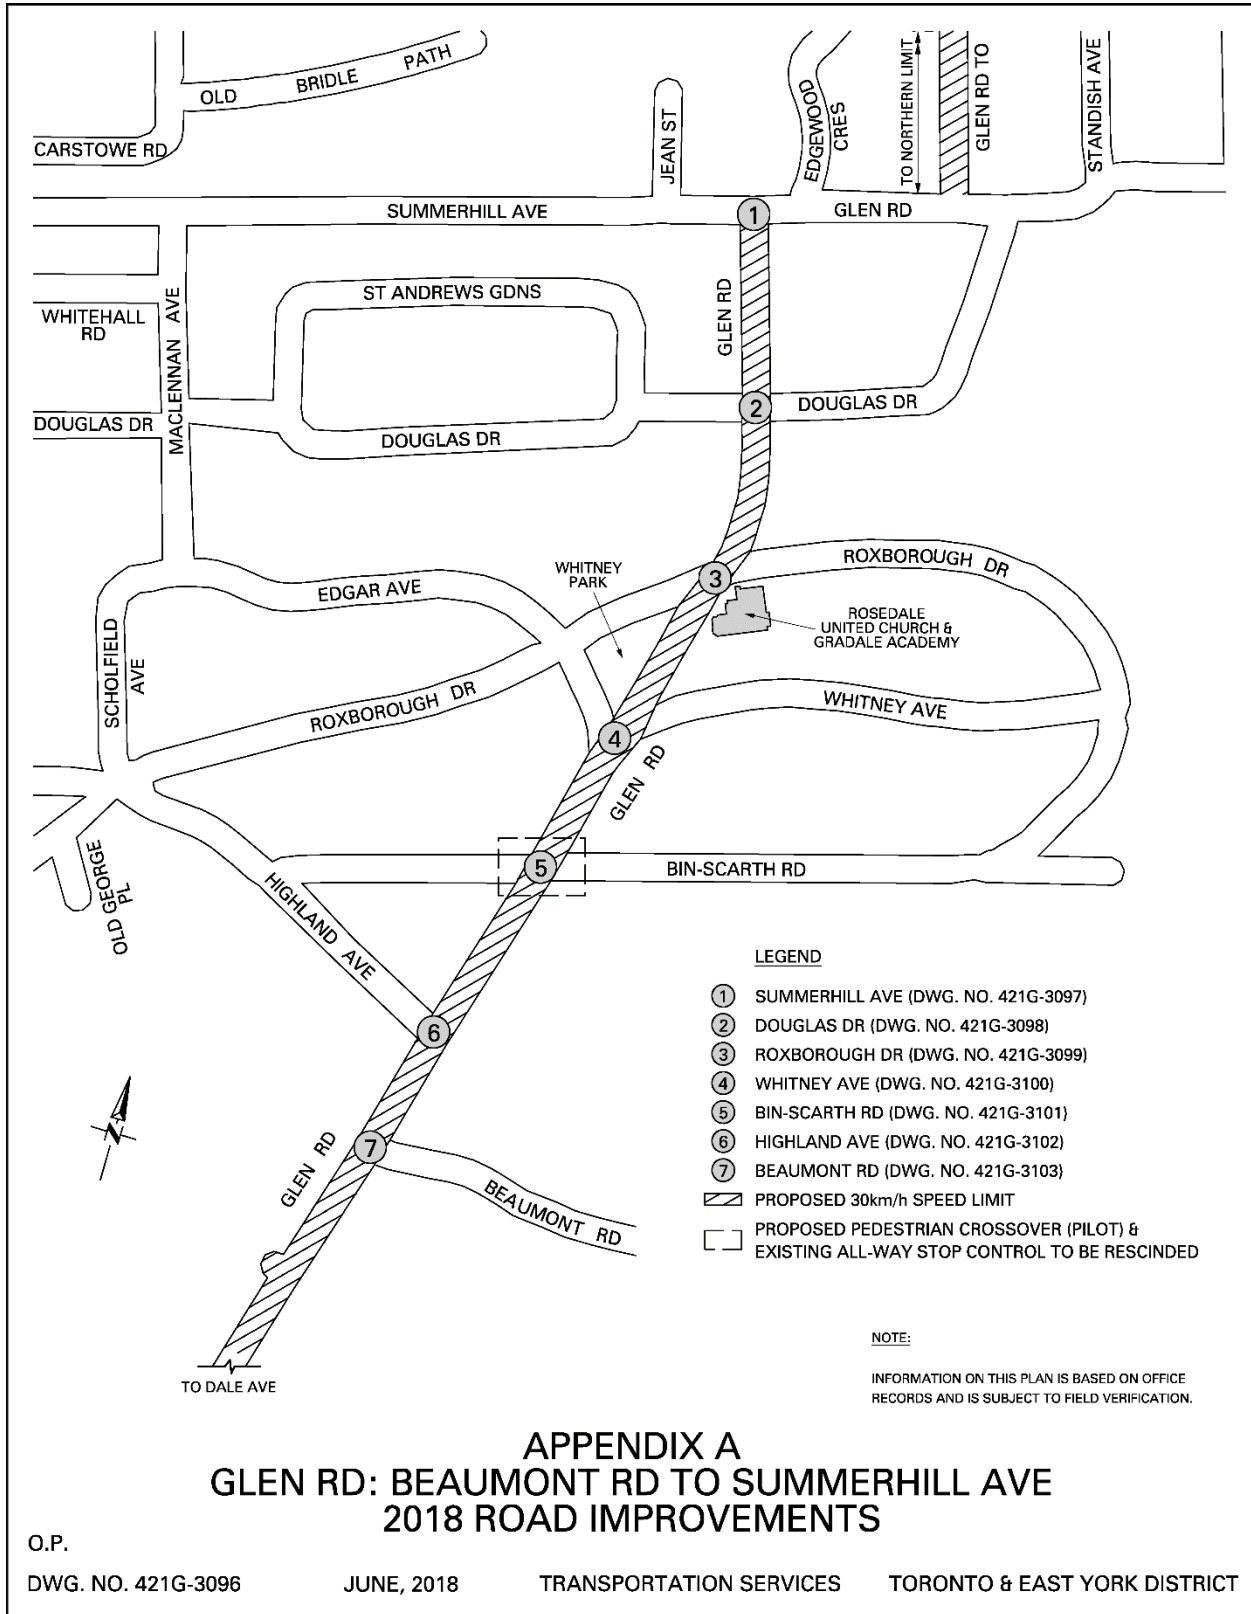 OLD BRIDLE PATH
CARSTOWE RD
JEAN ST
EDGEWOOD
CRES
TO NORTHERN LIMIT
GLEN RD TO
STANDISH AVE
SUMMERHILL AVE
1
GLEN RD
WHITEHALL
RD
MACLENNAN AVE
ST ANDREWS GDNS
GLEN RD
DOUGLAS DR
DOUGLAS DR
2
DOUGLAS DR
EDGAR AVE
WHITNEY
PARK
3
ROXBOROUGH DR
ROSEDALE
UNITED CHURCH &
GRADALE ACADEMY
SCHOLFIELD
AVE
ROXBOROUGH DR
4
WHITNEY AVE
GLEN RD
OLD GEORGE
PL
HIGHLAND AVE
5
BIN-SCARTH RD
6
N
GLEN RD
7
BEAUMONT RD
TO DALE AVE
LEGEND
1 SUMMERHILL AVE (DWG. NO. 421G-3097)
2 DOUGLAS DR (DWG. NO. 421G-3098)
3 ROXBOROUGH DR (DWG. NO. 421G-3099)
4 WHITNEY AVE (DWG. NO. 421G-3100)
5 BIN-SCARTH RD (DWG. NO. 421G-3101)
6 HIGHLAND AVE (DWG. NO. 421G-3102)
7 BEAUMONT RD (DWG. NO. 421G-3103)
PROPOSED 30km/h SPEED LIMIT
PROPOSED PEDESTRIAN CROSSOVER (PILOT) &
EXISTING ALL-WAY STOP CONTROL TO BE RESCINDED
NOTE:
INFORMATION ON THIS PLAN IS BASED ON OFFICE
RECORDS AND IS SUBJECT TO FIELD VERIFICATION.
APPENDIX A
GLEN RD: BEAUMONT RD TO SUMMERHILL AVE
2018 ROAD IMPROVEMENTS
O.P.
DWG. NO. 421G-3096 JUNE, 2018 TRANSPORTATION SERVICES TORONTO & EAST YORK DISTRICT